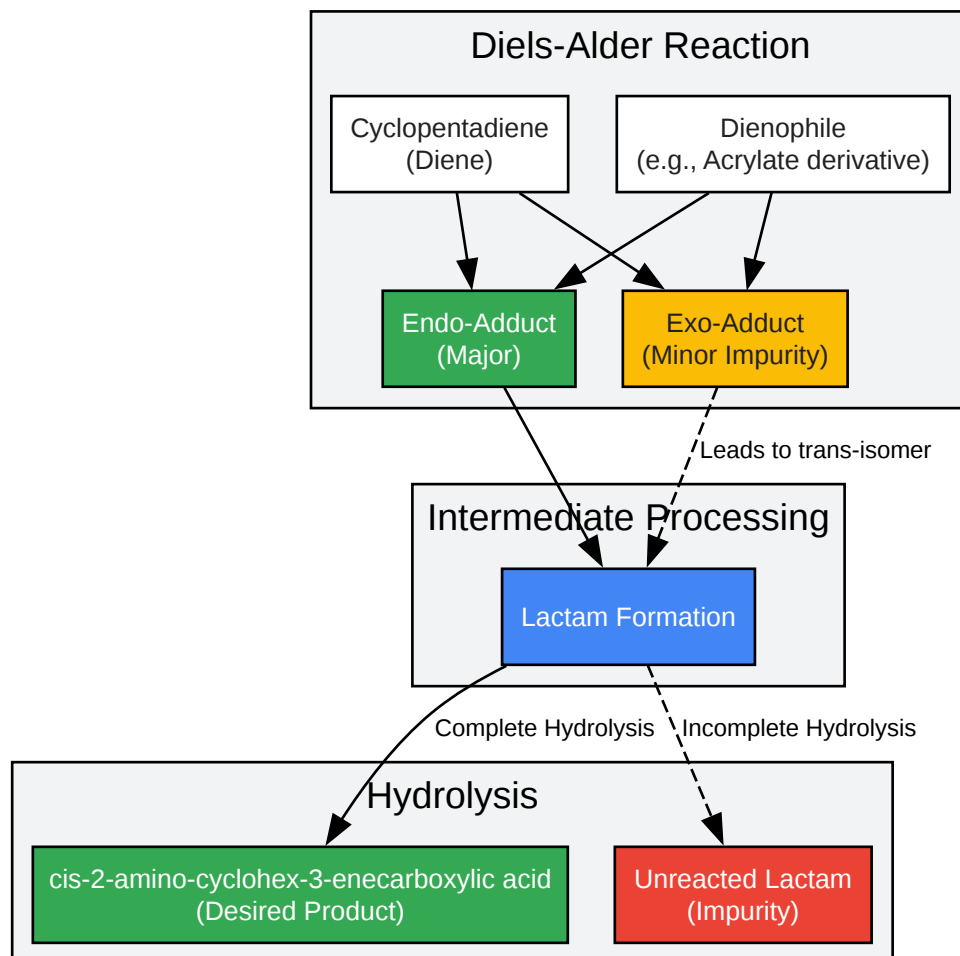 Diels-Alder Reaction
Cyclopentadiene
(Diene)
Dienophile
(e.g., Acrylate derivative)
Endo-Adduct
(Major)
Exo-Adduct
(Minor Impurity)
Leads to trans-isomer
Intermediate Processing
Lactam Formation
Complete Hydrolysis
Incomplete Hydrolysis
Hydrolysis
cis-2-amino-cyclohex-3-enecarboxylic acid
(Desired Product)
Unreacted Lactam
(Impurity)